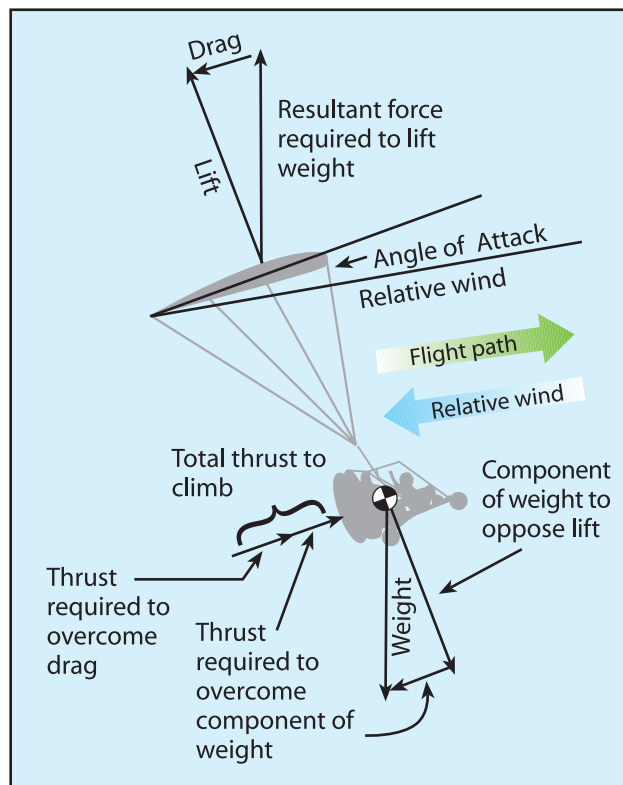 Drag
Resultant force
required to lift
weight
Lift
Angle of Attack
Relative wind
Flight path
Relative wind
Total thrust to
climb
Component
of weight to
oppose lift
Thrust
required to
overcome
drag
Thrust
required to
overcome
component of
weight
Weight